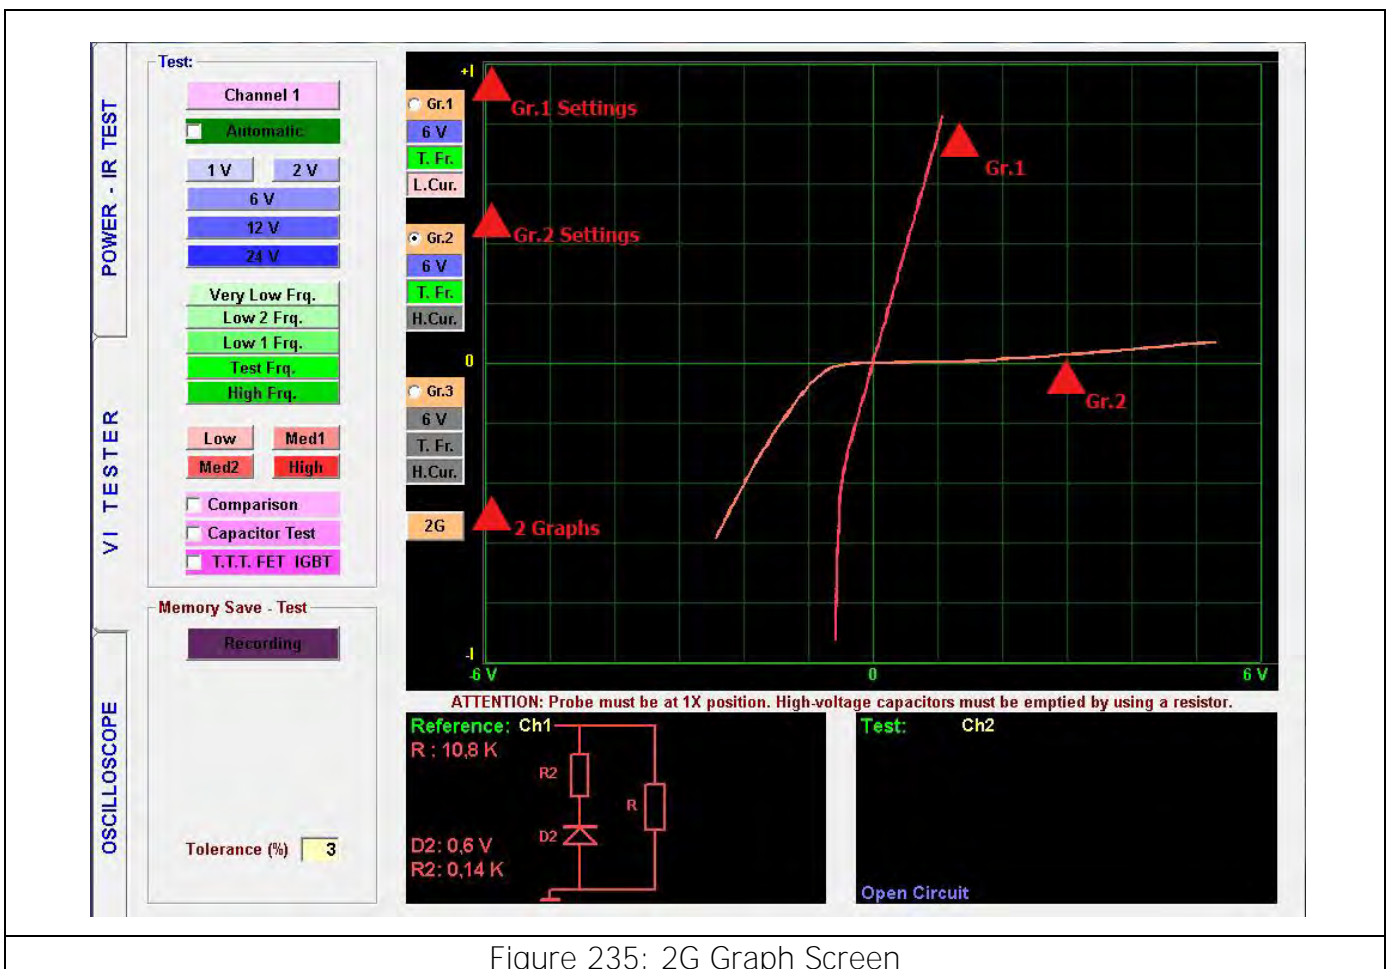 POWER - IR TEST
VI TESTER
OSCILLOSCOPE
Test:
Channel 1
Automatic
1 V
2 V
6 V
12 V
24 V
Very Low Frq.
Low 2 Frq.
Low 1 Frq.
Test Frq.
High Frq.
Low
Med1
Med2
High
Comparison
Capacitor Test
T.T.T. FET IGBT
Memory Save - Test
Recording
Tolerance (%)
3
Gr.1
6 V
T. Fr.
L.Cur.
Gr.2
6 V
T. Fr.
H.Cur.
Gr.3
6 V
T. Fr.
H.Cur.
2G
+I
0
-I
-6 V
0
6 V
Gr.1 Settings
Gr.1
Gr.2 Settings
Gr.2
2 Graphs
ATTENTION: Probe must be at 1X position. High-voltage capacitors must be emptied by using a resistor.
Reference: Ch1
R : 10,8 K
R2
R
D2
D2: 0,6 V
R2: 0,14 K
Test: Ch2
Open Circuit
Figure 235: 2G Graph Screen